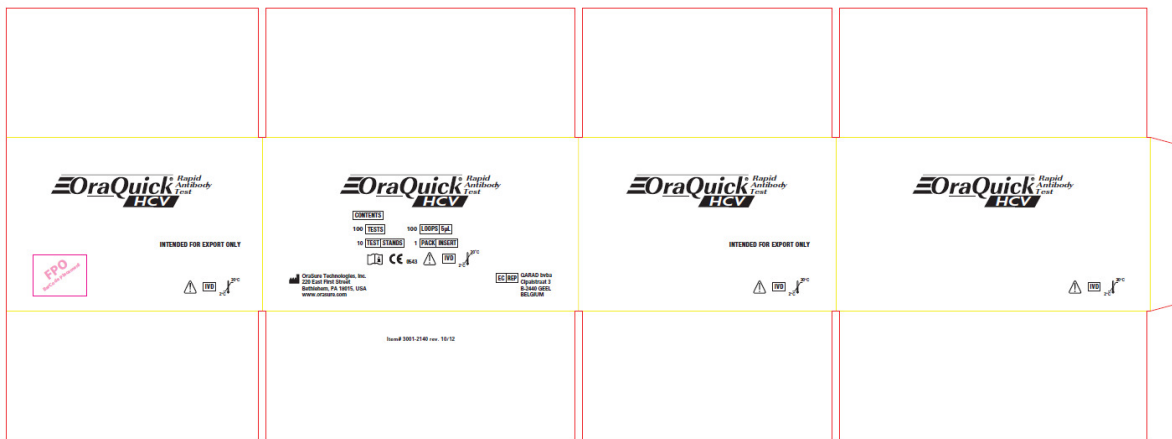 OraQuick® Rapid
Antibody
Test
HCV
INTENDED FOR EXPORT ONLY
FPO
IVD
2°C
30°C
OraQuick® Rapid
Antibody
Test
HCV
CONTENTS
100 TESTS 100 LOOPS 5µL
10 TEST STANDS 1 PACK INSERT
CE 0543 IVD 2°C 30°C
OraSure Technologies, Inc.
220 East First Street
Bethlehem, PA 18015, USA
www.orasure.com
EC REP GARAD bvba
Cipalstraat 3
B-2440 GEEL
BELGIUM
Item# 3001-2140 rev. 10/12
OraQuick® Rapid
Antibody
Test
HCV
INTENDED FOR EXPORT ONLY
IVD
2°C
30°C
OraQuick® Rapid
Antibody
Test
HCV
IVD
2°C
30°C